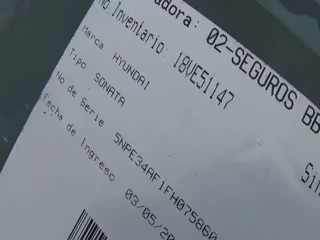 adora: 02-SEGUROS BB
No Inventario: 18VE51147
Marca HYUNDAI
Tipo SONATA
No de Serie 5NPE34AF1FH075860
Fecha de Ingreso 03/05/20